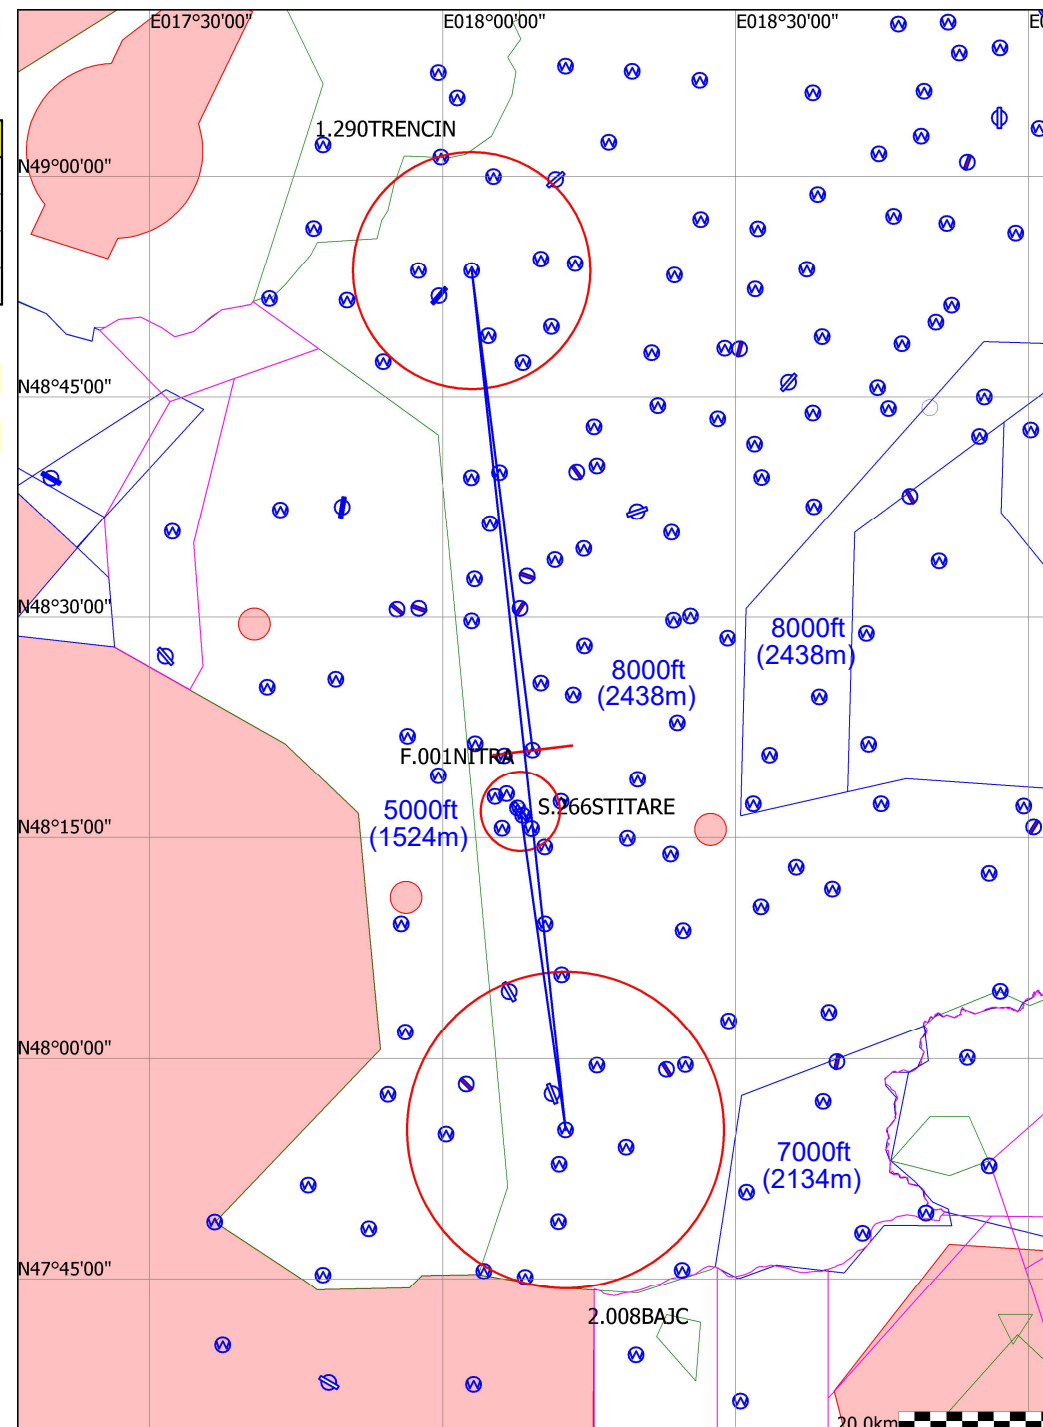 E017°30'00"
E018°00'00"
E018°30'00"
1.290TRENCIN
N49°00'00"
N48°45'00"
N48°30'00"
8000ft
(2438m)
8000ft
(2438m)
F.001NITRA
5000ft
(1524m)
S.266STITARE
N48°15'00"
N48°00'00"
7000ft
(2134m)
N47°45'00"
2.008BAJC
20.0km